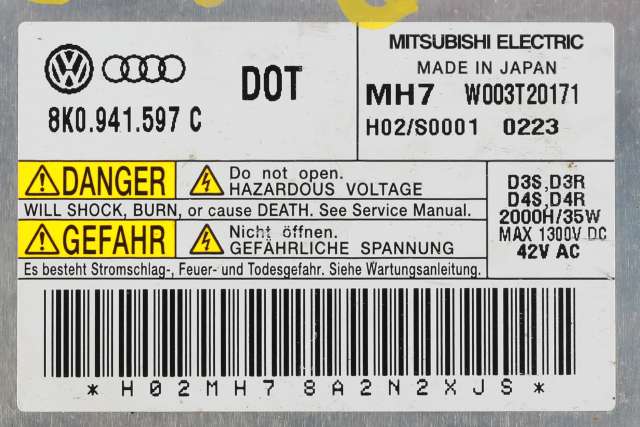 MITSUBISHI ELECTRIC
MADE IN JAPAN
DOT
8K0.941.597 C
MH7 W003T20171
H02/S0001 0223
DANGER
Do not open.
HAZARDOUS VOLTAGE
WILL SHOCK, BURN, or cause DEATH. See Service Manual.
GEFAHR
Nicht öffnen.
GEFÄHRLICHE SPANNUNG
Es besteht Stromschlag-, Feuer- und Todesgefahr. Siehe Wartungsanleitung.
D3S,D3R
D4S,D4R
2000H/35W
MAX 1300V DC
42V AC
*H02MH78A2N2XJS*